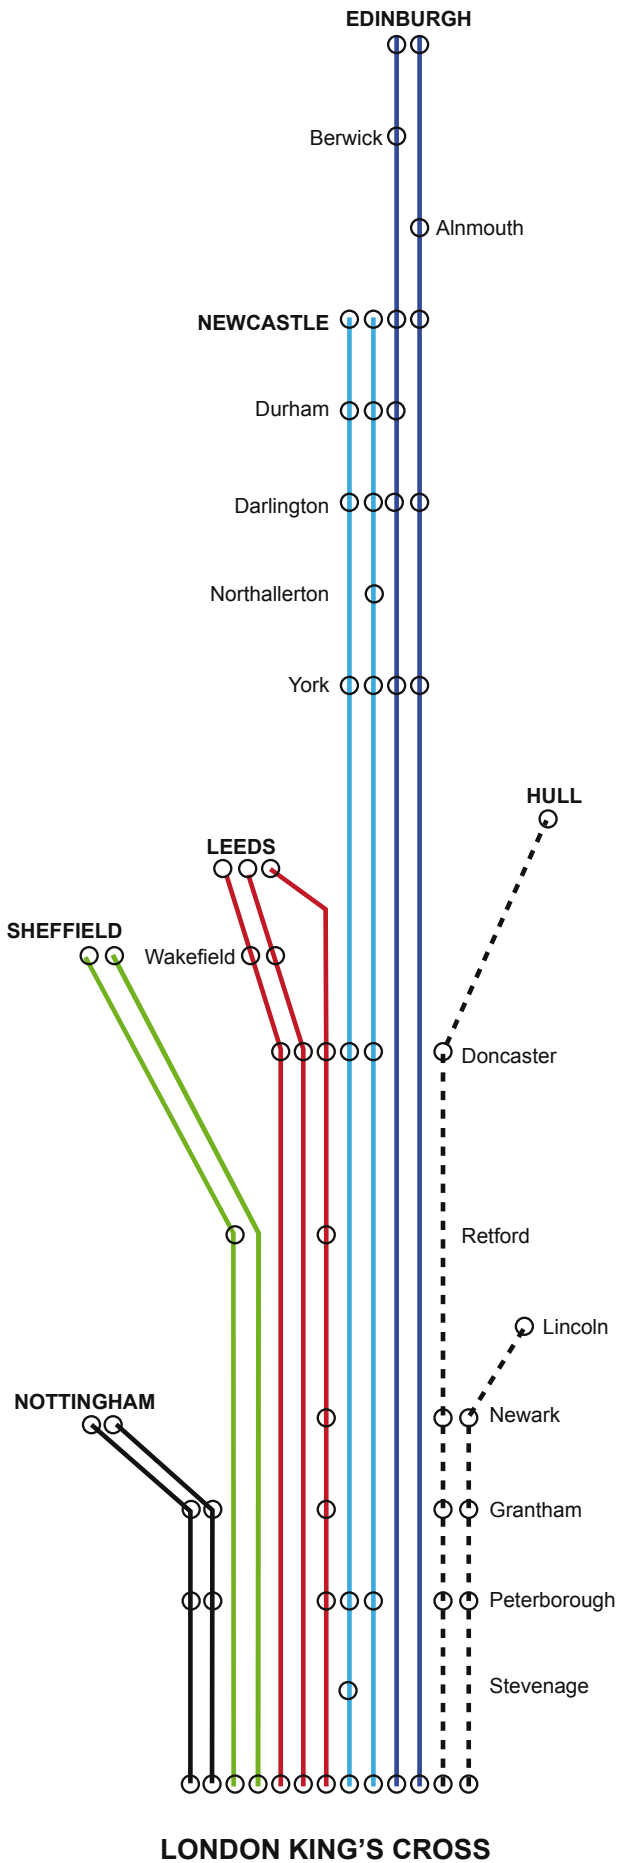 EDINBURGH
Berwick
Alnmouth
NEWCASTLE
Durham
Darlington
Northallerton
York
HULL
LEEDS
SHEFFIELD
Wakefield
Doncaster
Retford
Lincoln
NOTTINGHAM
Newark
Grantham
Peterborough
Stevenage
LONDON KING'S CROSS